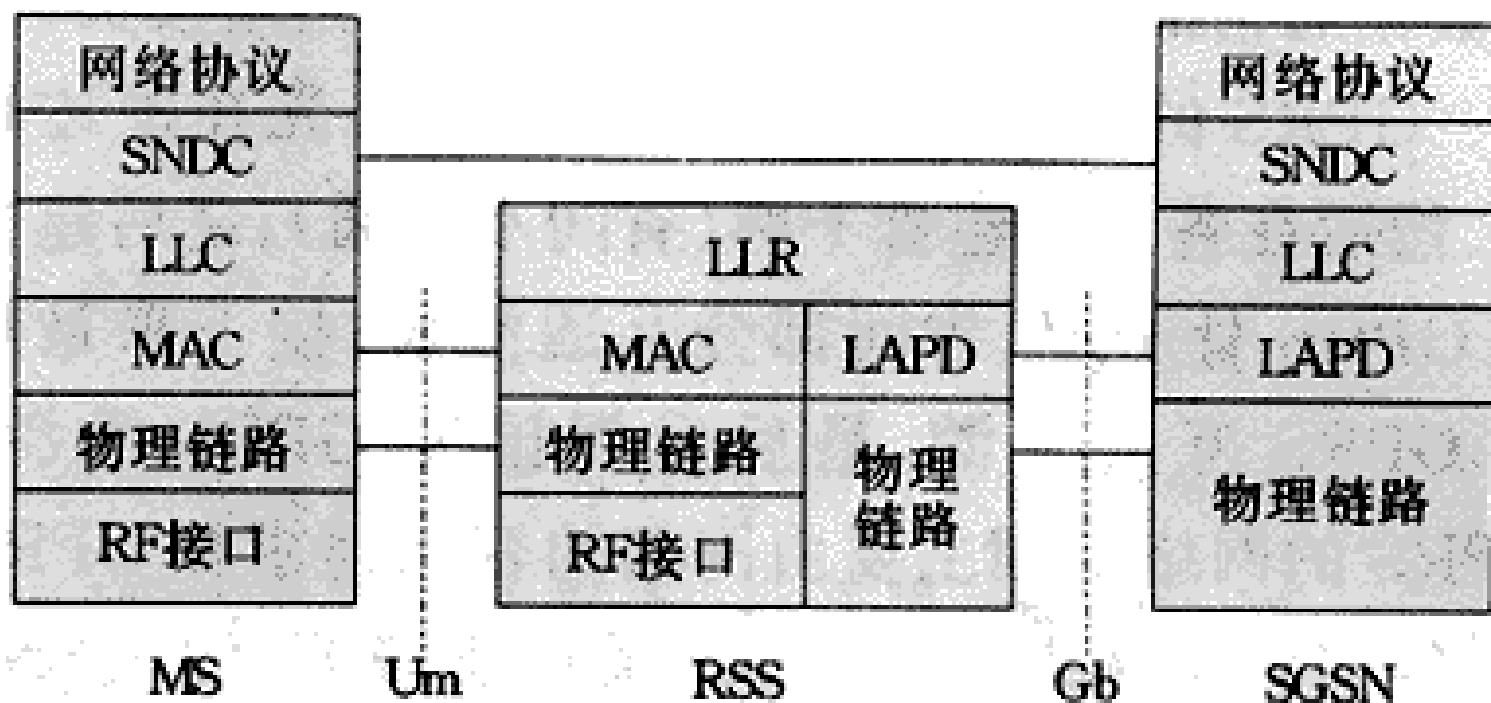 网络协议
SNDC
LLC
MAC
物理链路
RF接口
MS
Um
LLR
MAC
LAPD
物理链路
物理
链路
RF接口
RSS
Gb
网络协议
SNDC
LLC
LAPD
物理链路
SGSN